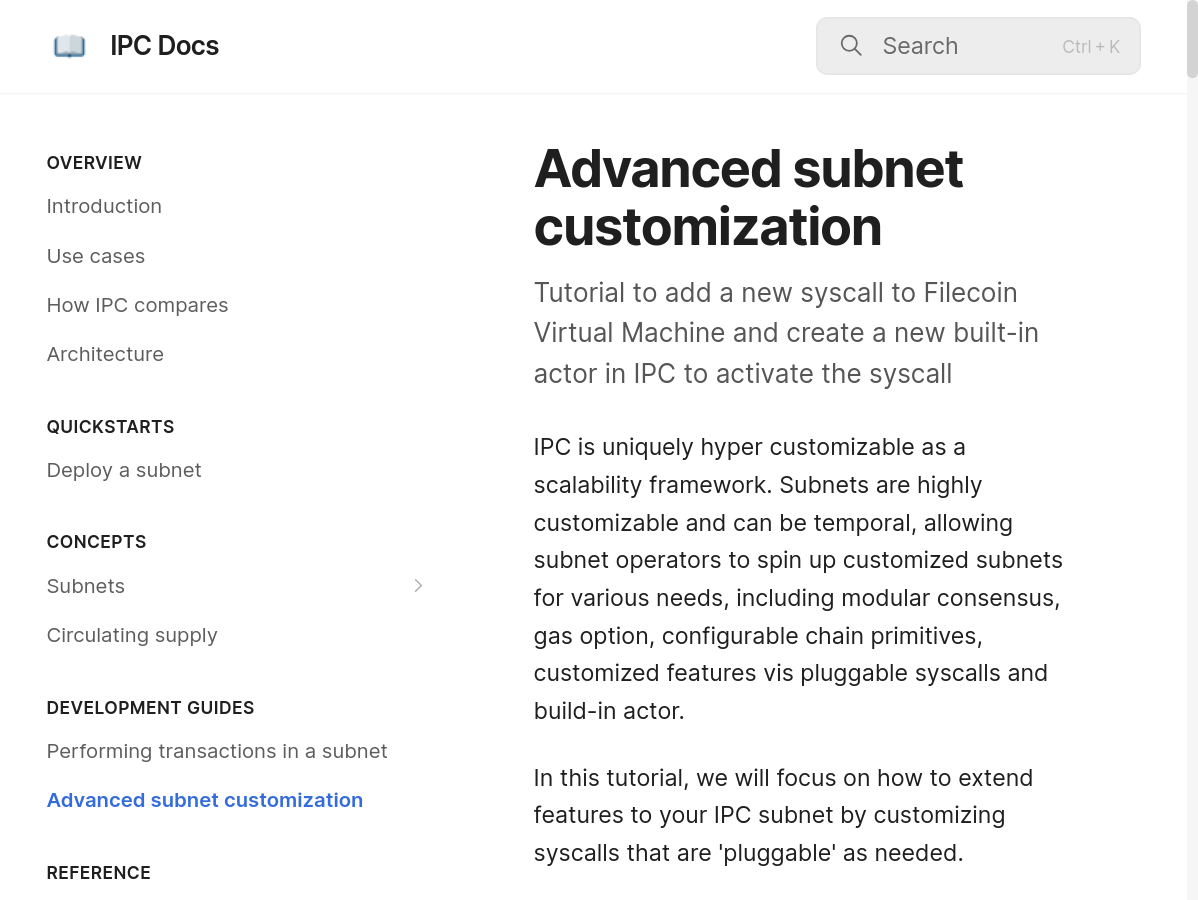 IPC Docs
Search
Ctrl + K
OVERVIEW
Introduction
Use cases
How IPC compares
Architecture
QUICKSTARTS
Deploy a subnet
CONCEPTS
Subnets
Circulating supply
DEVELOPMENT GUIDES
Performing transactions in a subnet
Advanced subnet customization
REFERENCE
Advanced subnet
customization
Tutorial to add a new syscall to Filecoin
Virtual Machine and create a new built-in
actor in IPC to activate the syscall
IPC is uniquely hyper customizable as a
scalability framework. Subnets are highly
customizable and can be temporal, allowing
subnet operators to spin up customized subnets
for various needs, including modular consensus,
gas option, configurable chain primitives,
customized features vis pluggable syscalls and
build-in actor.
In this tutorial, we will focus on how to extend
features to your IPC subnet by customizing
syscalls that are 'pluggable' as needed.